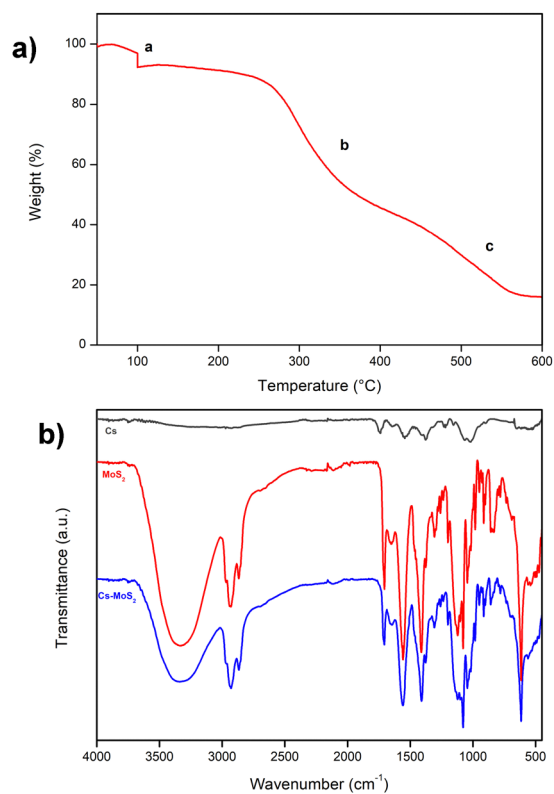 a)
a
b
c
100
80
60
40
20
0
Weight (%)
100 200 300 400 500 600
Temperature (°C)
b)
Cs
MoS₂
Cs-MoS₂
Transmittance (a.u.)
4000 3500 3000 2500 2000 1500 1000 500
Wavenumber (cm⁻¹)